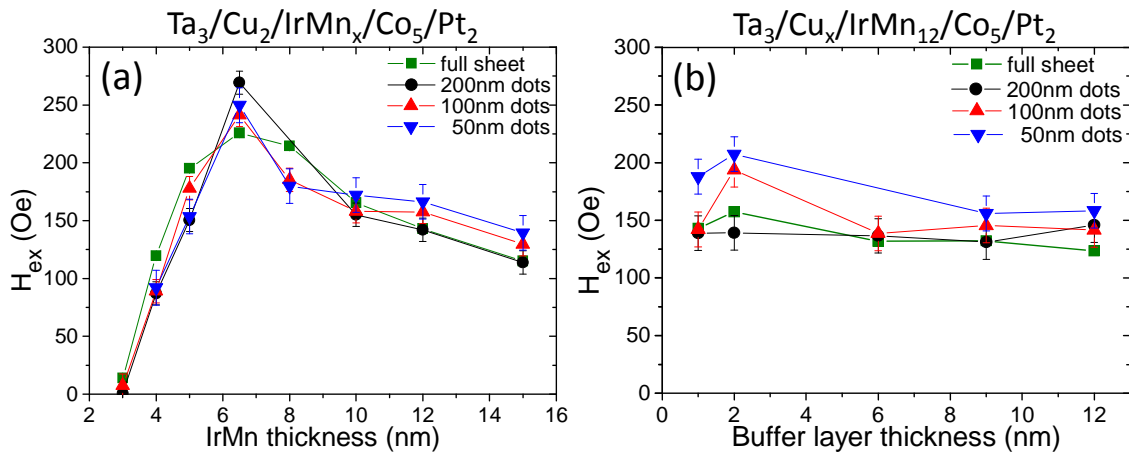 Ta₃/Cu₂/IrMnₓ/Co₅/Pt₂
(a)
full sheet
200nm dots
100nm dots
50nm dots
300
250
200
150
100
50
0
Hₑₓ (Oe)
2 4 6 8 10 12 14 16
IrMn thickness (nm)
Ta₃/Cuₓ/IrMn₁₂/Co₅/Pt₂
(b)
full sheet
200nm dots
100nm dots
50nm dots
300
250
200
150
100
50
0
Hₑₓ (Oe)
0 2 4 6 8 10 12
Buffer layer thickness (nm)